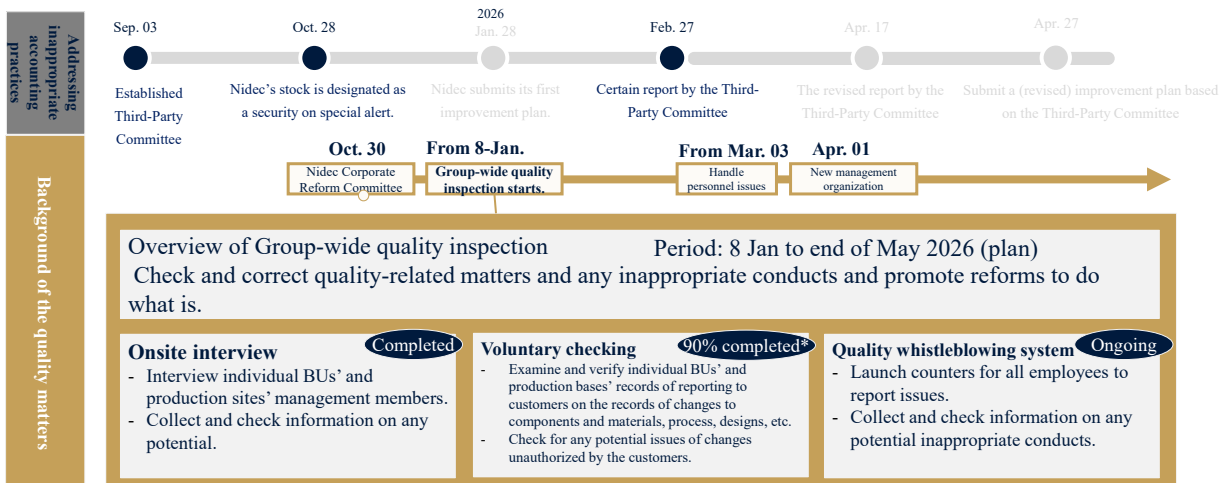 Addressing
inappropriate
accounting
practices
Sep. 03
Established
Third-Party
Committee
Oct. 28
Nidec's stock is designated as
a security on special alert.
2026
Jan. 28
Nidec submits its first
improvement plan.
Feb. 27
Certain report by the Third-
Party Committee
Apr. 17
The revised report by the
Third-Party Committee
Apr. 27
Submit a (revised) improvement plan based
on the Third-Party Committee
Background of the quality matters
Oct. 30
Nidec Corporate
Reform Committee
From 8-Jan.
Group-wide quality
inspection starts.
From Mar. 03
Handle
personnel issues
Apr. 01
New management
organization
Overview of Group-wide quality inspection Period: 8 Jan to end of May 2026 (plan)
Check and correct quality-related matters and any inappropriate conducts and promote reforms to do
what is.
Onsite interview
Completed
- Interview individual BUs' and
production sites' management members.
- Collect and check information on any
potential.
Voluntary checking
90% completed*
- Examine and verify individual BUs' and
production bases' records of reporting to
customers on the records of changes to
components and materials, process, designs, etc.
- Check for any potential issues of changes
unauthorized by the customers.
Quality whistleblowing system
Ongoing
- Launch counters for all employees to
report issues.
- Collect and check information on any
potential inappropriate conducts.